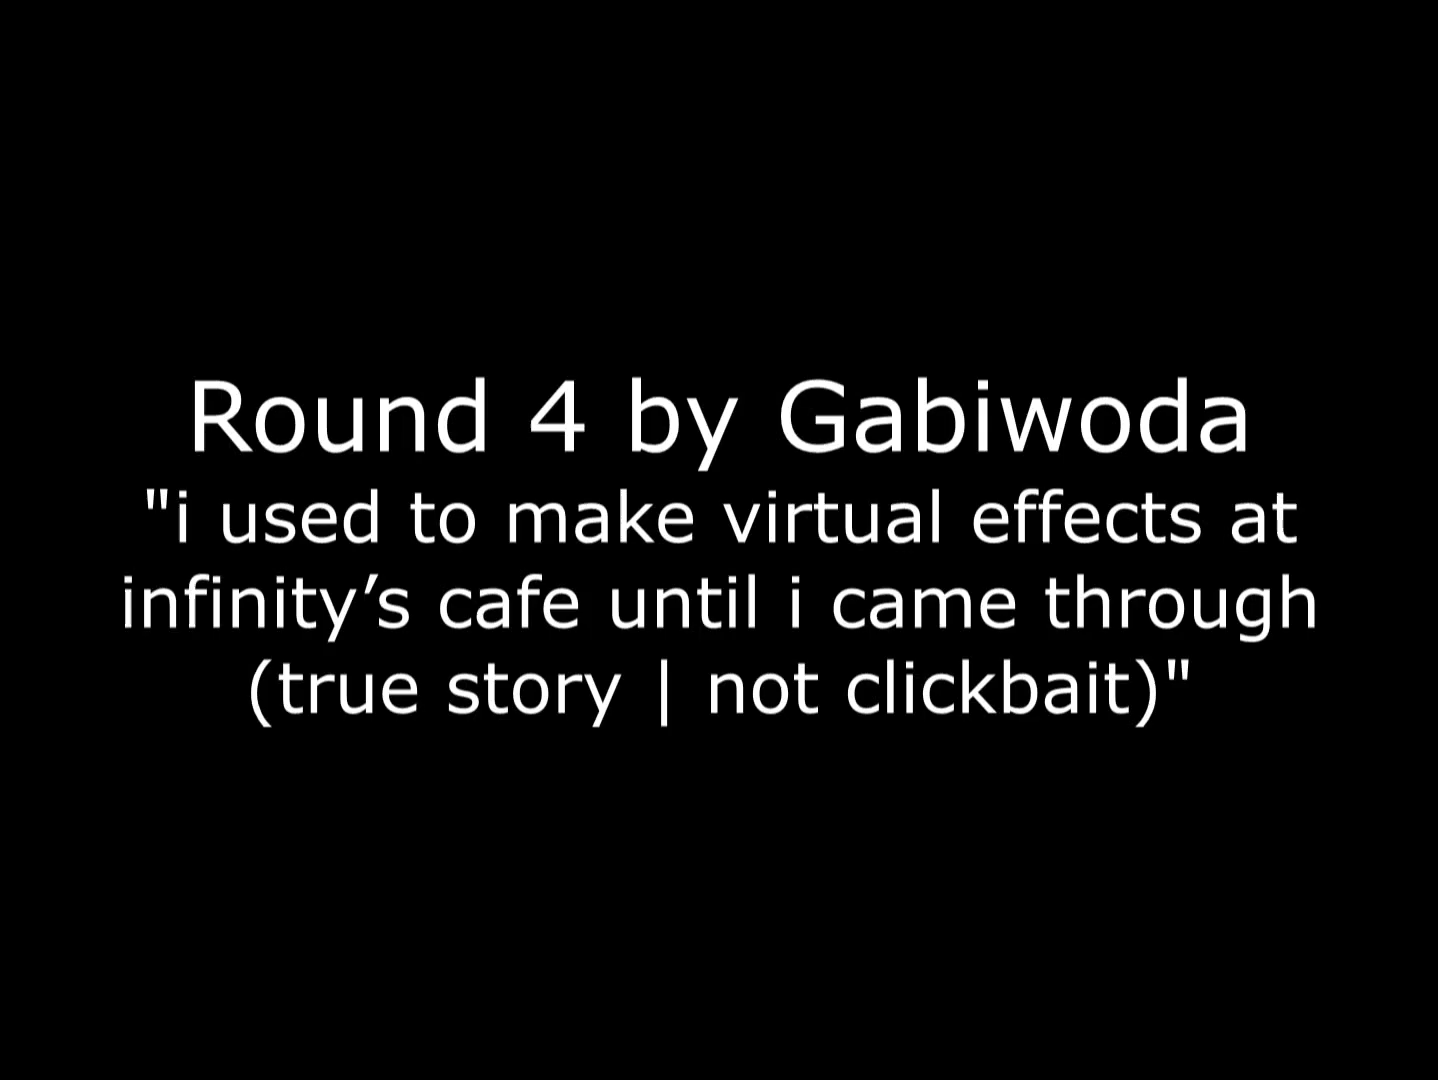 Round 4 by Gabiwoda
"i used to make virtual effects at
infinity’s cafe until i came through
(true story | not clickbait)"